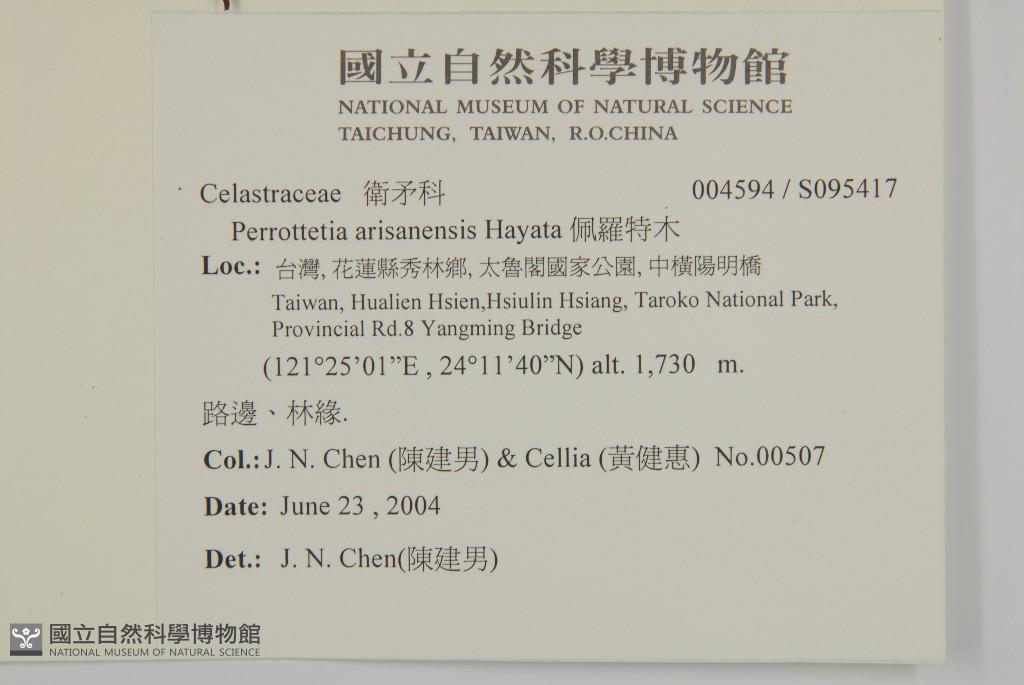 國立自然科學博物館
NATIONAL MUSEUM OF NATURAL SCIENCE
TAICHUNG, TAIWAN, R.O.CHINA
Celastraceae 衛矛科 004594 / S095417
Perrottetia arisanensis Hayata 佩羅特木
Loc.: 台灣, 花蓮縣秀林鄉, 太魯閣國家公園, 中橫陽明橋
Taiwan, Hualien Hsien,Hsiulin Hsiang, Taroko National Park,
Provincial Rd.8 Yangming Bridge
(121°25’01”E , 24°11’40”N) alt. 1,730 m.
路邊、林緣.
Col.: J. N. Chen (陳建男) & Cellia (黃健惠) No.00507
Date: June 23 , 2004
Det.: J. N. Chen(陳建男)
國立自然科學博物館
NATIONAL MUSEUM OF NATURAL SCIENCE